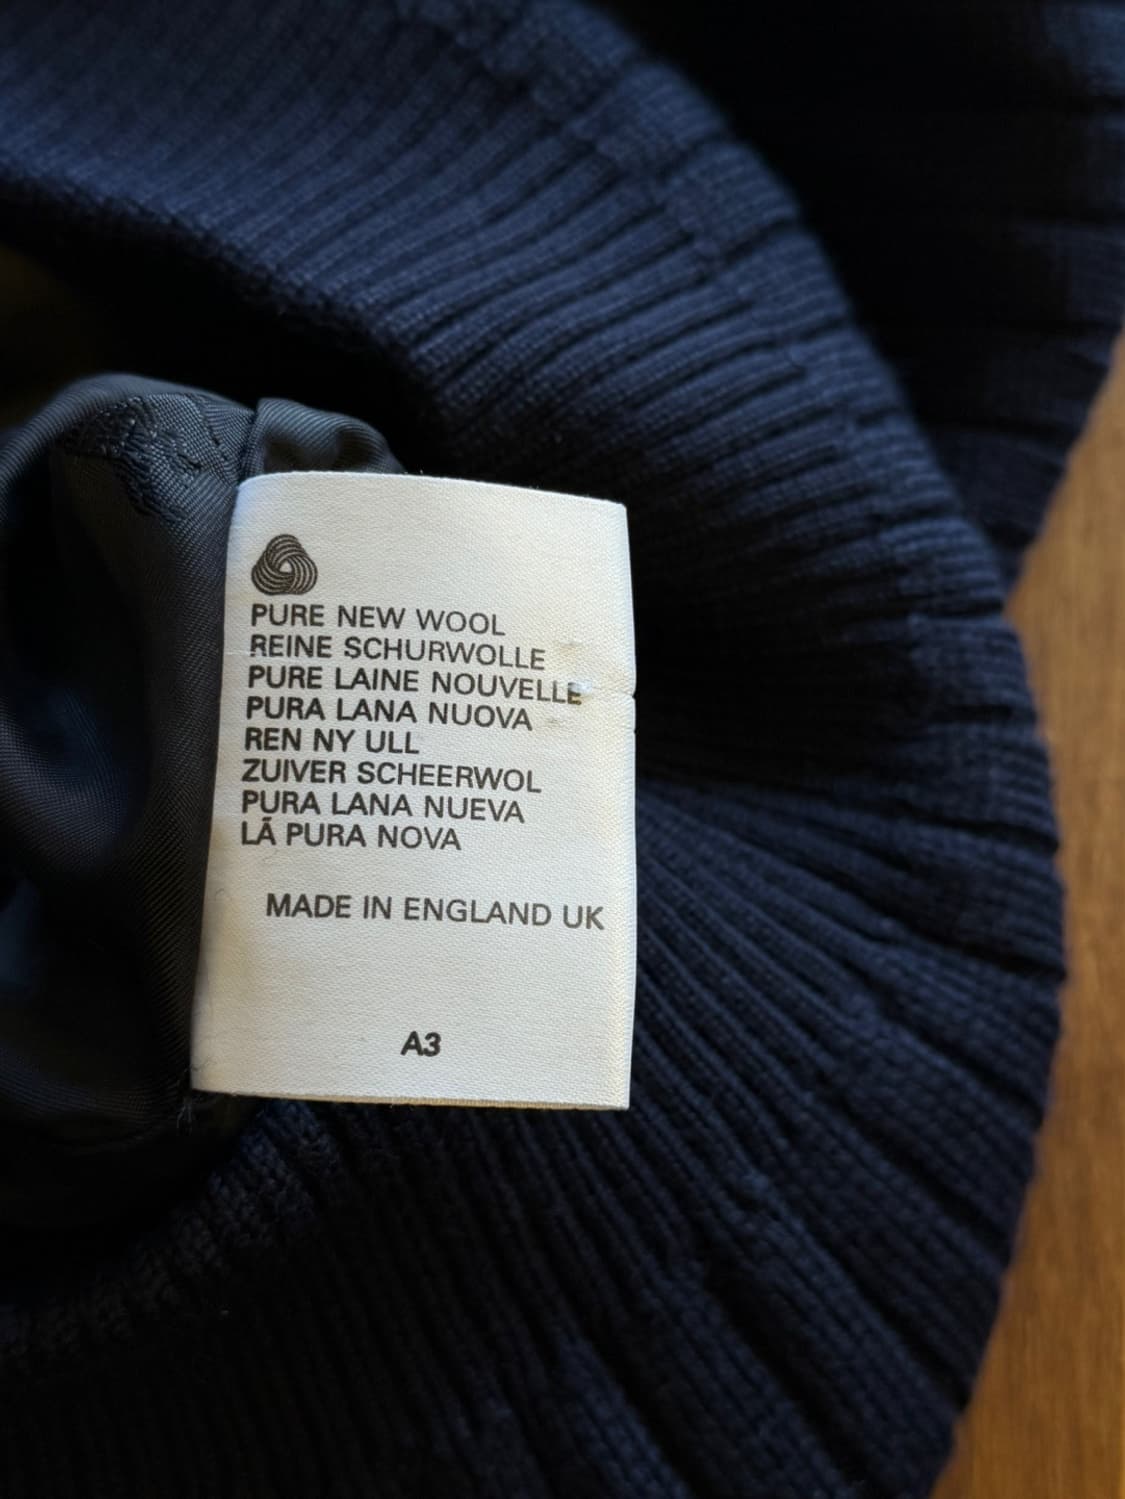 PURE NEW WOOL
REINE SCHURWOLLE
PURE LAINE NOUVELLE
PURA LANA NUOVA
REN NY ULL
ZUIVER SCHEERWOL
PURA LANA NUEVA
LÃ PURA NOVA
MADE IN ENGLAND UK
A3